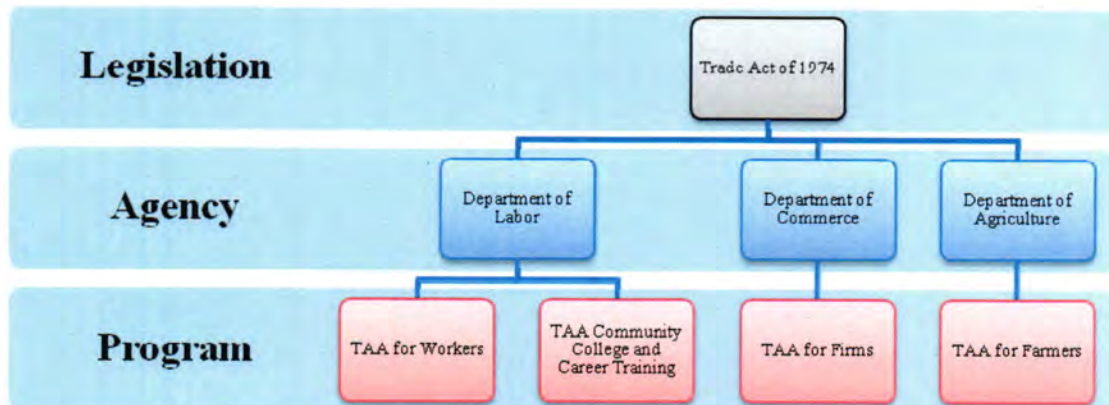 Legislation
Trade Act of 1974
Agency
Department of
Labor
Department of
Commerce
Department of
Agriculture
Program
TAA for Workers
TAA Community
College and
Career Training
TAA for Firms
TAA for Farmers